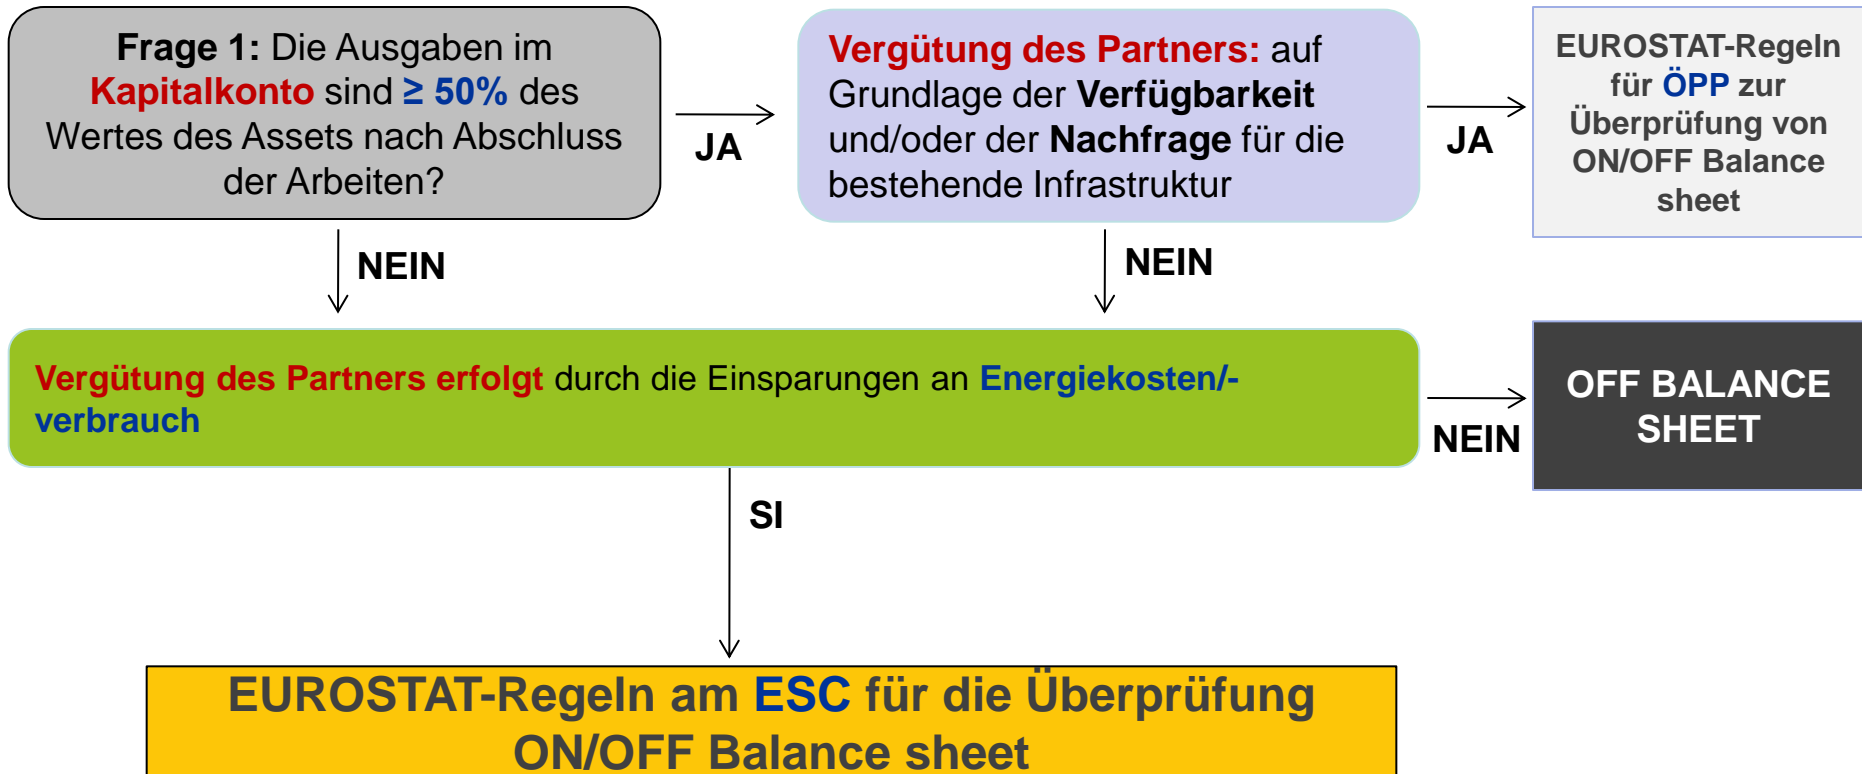 Frage 1: Die Ausgaben im
Kapitalkonto sind ≥ 50% des
Wertes des Assets nach Abschluss
der Arbeiten?
JA
Vergütung des Partners: auf
Grundlage der Verfügbarkeit
und/oder der Nachfrage für die
bestehende Infrastruktur
JA
EUROSTAT-Regeln
für ÖPP zur
Überprüfung von
ON/OFF Balance
sheet
NEIN
NEIN
Vergütung des Partners erfolgt durch die Einsparungen an Energiekosten/-
verbrauch
NEIN
OFF BALANCE
SHEET
SI
EUROSTAT-Regeln am ESC für die Überprüfung
ON/OFF Balance sheet